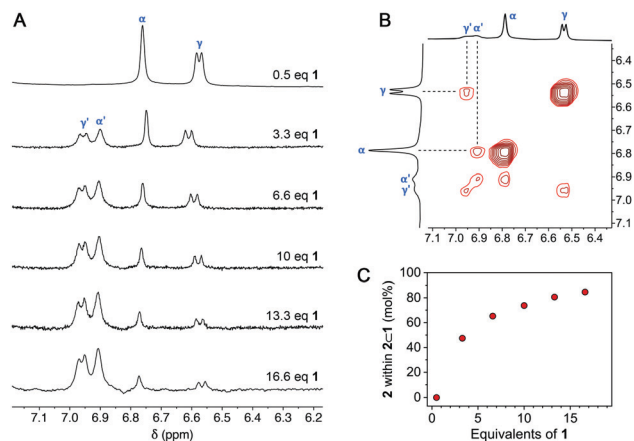 A
α
γ
0.5 eq 1
γ' α'
3.3 eq 1
6.6 eq 1
10 eq 1
13.3 eq 1
16.6 eq 1
7.1 7.0 6.9 6.8 6.7 6.6 6.5 6.4 6.3 6.2
δ (ppm)
B
γ' α' α γ
γ
α
α'
γ'
6.4
6.5
6.6
6.7
6.8
6.9
7.0
7.1
7.1 7.0 6.9 6.8 6.7 6.6 6.5 6.4
C
2 within 2⊂1 (mol%)
100
80
60
40
20
0
0 5 10 15
Equivalents of 1